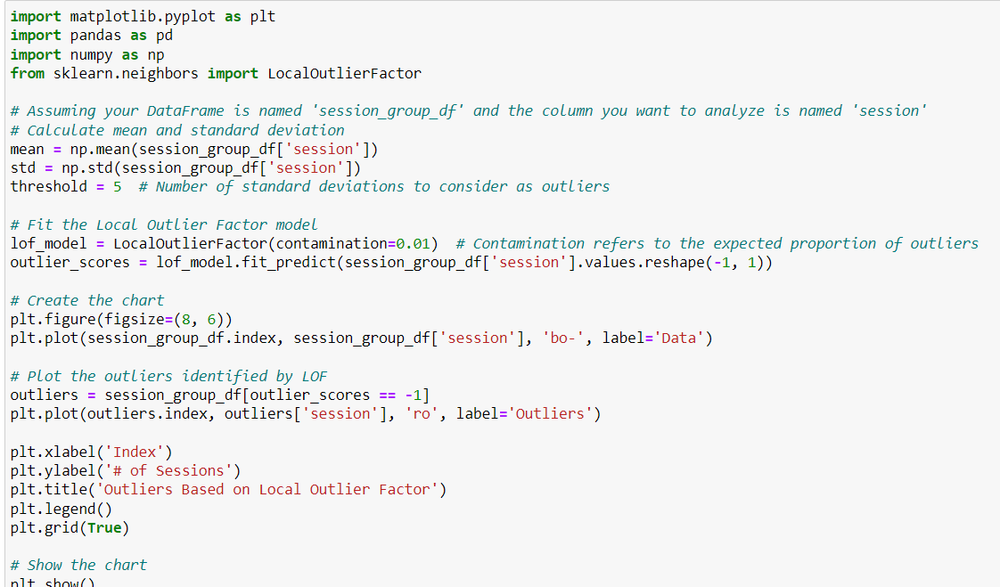 import matplotlib.pyplot as plt
import pandas as pd
import numpy as np
from sklearn.neighbors import LocalOutlierFactor
# Assuming your DataFrame is named 'session_group_df' and the column you want to analyze is named 'session'
# Calculate mean and standard deviation
mean = np.mean(session_group_df['session'])
std = np.std(session_group_df['session'])
threshold = 5  # Number of standard deviations to consider as outliers
# Fit the Local Outlier Factor model
lof_model = LocalOutlierFactor(contamination=0.01)  # Contamination refers to the expected proportion of outliers
outlier_scores = lof_model.fit_predict(session_group_df['session'].values.reshape(-1, 1))
# Create the chart
plt.figure(figsize=(8, 6))
plt.plot(session_group_df.index, session_group_df['session'], 'bo-', label='Data')
# Plot the outliers identified by LOF
outliers = session_group_df[outlier_scores == -1]
plt.plot(outliers.index, outliers['session'], 'ro', label='Outliers')
plt.xlabel('Index')
plt.ylabel('# of Sessions')
plt.title('Outliers Based on Local Outlier Factor')
plt.legend()
plt.grid(True)
# Show the chart
plt.show()